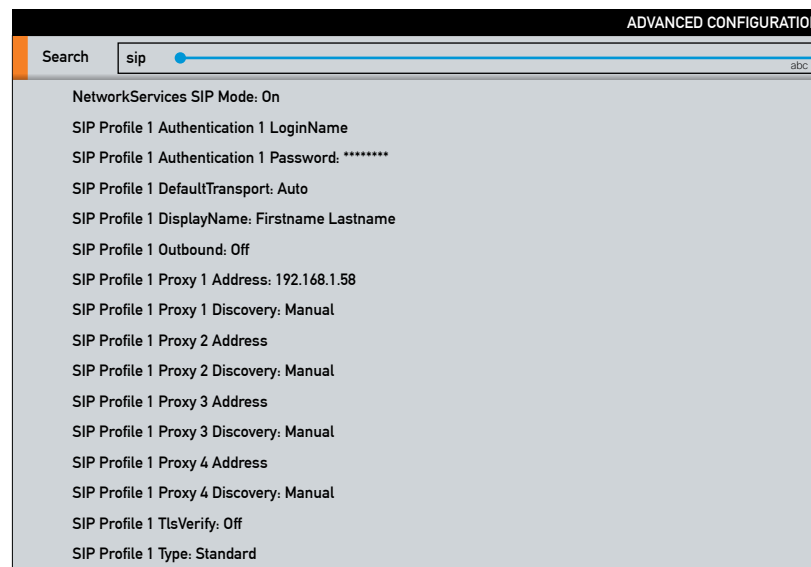 ADVANCED CONFIGURATION
Search sip
abc
NetworkServices SIP Mode: On
SIP Profile 1 Authentication 1 LoginName
SIP Profile 1 Authentication 1 Password: ********
SIP Profile 1 DefaultTransport: Auto
SIP Profile 1 DisplayName: Firstname Lastname
SIP Profile 1 Outbound: Off
SIP Profile 1 Proxy 1 Address: 192.168.1.58
SIP Profile 1 Proxy 1 Discovery: Manual
SIP Profile 1 Proxy 2 Address
SIP Profile 1 Proxy 2 Discovery: Manual
SIP Profile 1 Proxy 3 Address
SIP Profile 1 Proxy 3 Discovery: Manual
SIP Profile 1 Proxy 4 Address
SIP Profile 1 Proxy 4 Discovery: Manual
SIP Profile 1 TlsVerify: Off
SIP Profile 1 Type: Standard